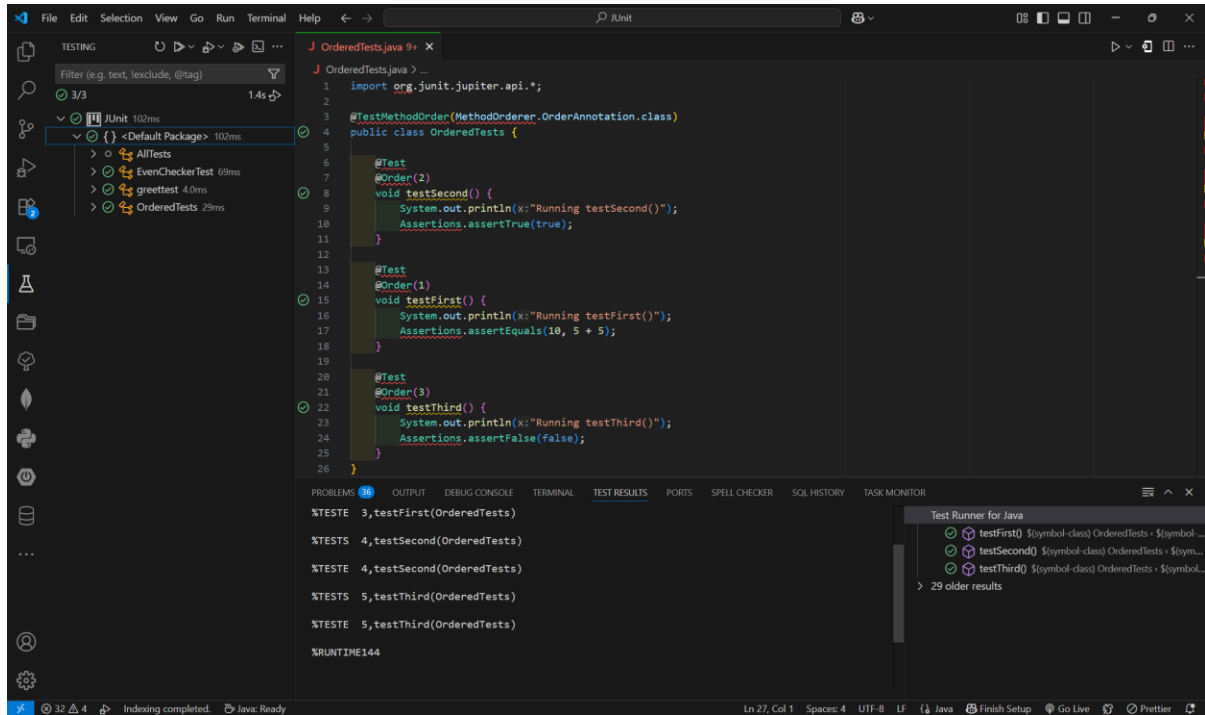 File Edit Selection View Go Run Terminal Help
JUnit
TESTING
Filter (e.g. text, !exclude, @tag)
3/3
1.4s
JUnit 102ms
{ } <Default Package> 102ms
AllTests
EvenCheckerTest 69ms
greettest 4.0ms
OrderedTests 29ms
2
J OrderedTests.java 9+
J OrderedTests.java > ...
1 import org.junit.jupiter.api.*;
2
3 @TestMethodOrder(MethodOrderer.OrderAnnotation.class)
4 public class OrderedTests {
5
6 @Test
7 @Order(2)
8 void testSecond() {
9 System.out.println(x:"Running testSecond()");
10 Assertions.assertTrue(true);
11 }
12
13 @Test
14 @Order(1)
15 void testFirst() {
16 System.out.println(x:"Running testFirst()");
17 Assertions.assertEquals(10, 5 + 5);
18 }
19
20 @Test
21 @Order(3)
22 void testThird() {
23 System.out.println(x:"Running testThird()");
24 Assertions.assertFalse(false);
25 }
26 }
PROBLEMS 36 OUTPUT DEBUG CONSOLE TERMINAL TEST RESULTS PORTS SPELL CHECKER SQL HISTORY TASK MONITOR
%TESTE 3,testFirst(OrderedTests)
%TESTS 4,testSecond(OrderedTests)
%TESTE 4,testSecond(OrderedTests)
%TESTS 5,testThird(OrderedTests)
%TESTE 5,testThird(OrderedTests)
%RUNTIME144
Test Runner for Java
testFirst() $(symbol-class) OrderedTests < $(symbol-...
testSecond() $(symbol-class) OrderedTests < $(sym...
testThird() $(symbol-class) OrderedTests < $(symbol...
29 older results
32 4 Indexing completed. Java: Ready
Ln 27, Col 1 Spaces: 4 UTF-8 LF { } Java Finish Setup Go Live Prettier